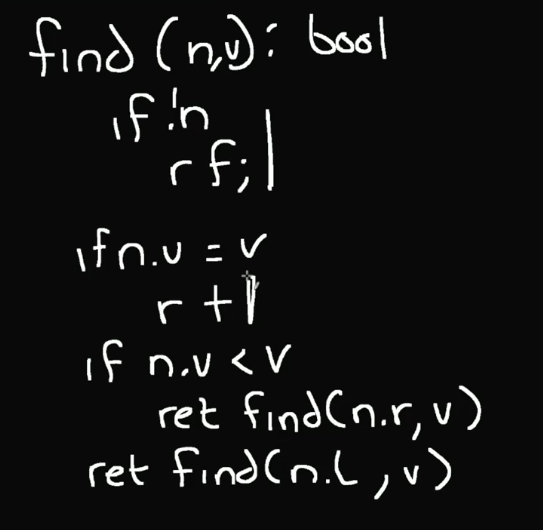 find (n,v): bool
if !n
r f;
if n.v = v
r t
if n.v < v
ret find(n.r, v)
ret find(n.L, v)